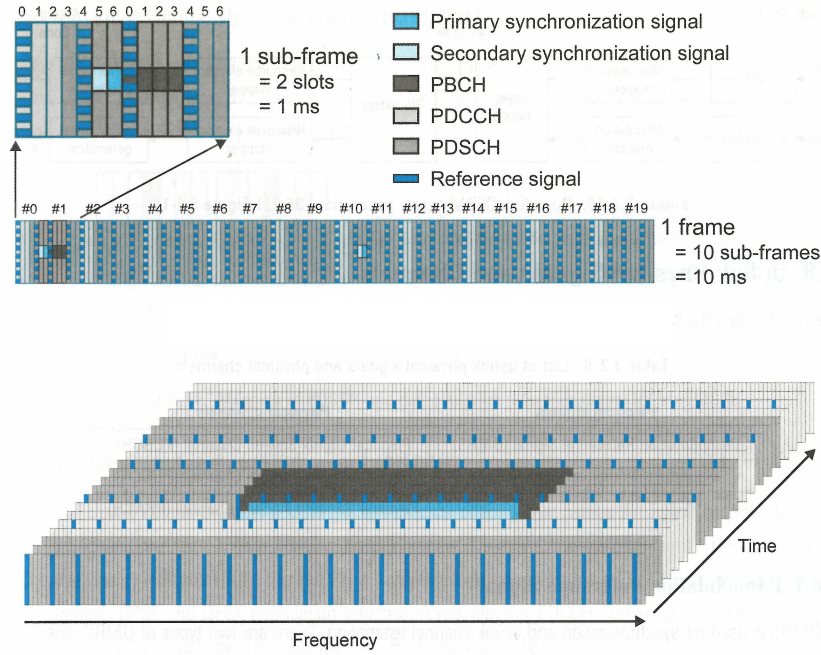 0 1 2 3 4 5 6 0 1 2 3 4 5 6
1 sub-frame
= 2 slots
= 1 ms
Primary synchronization signal
Secondary synchronization signal
PBCH
PDCCH
PDSCH
Reference signal
#0 #1 #2 #3 #4 #5 #6 #7 #8 #9 #10 #11 #12 #13 #14 #15 #16 #17 #18 #19
1 frame
= 10 sub-frames
= 10 ms
Time
Frequency